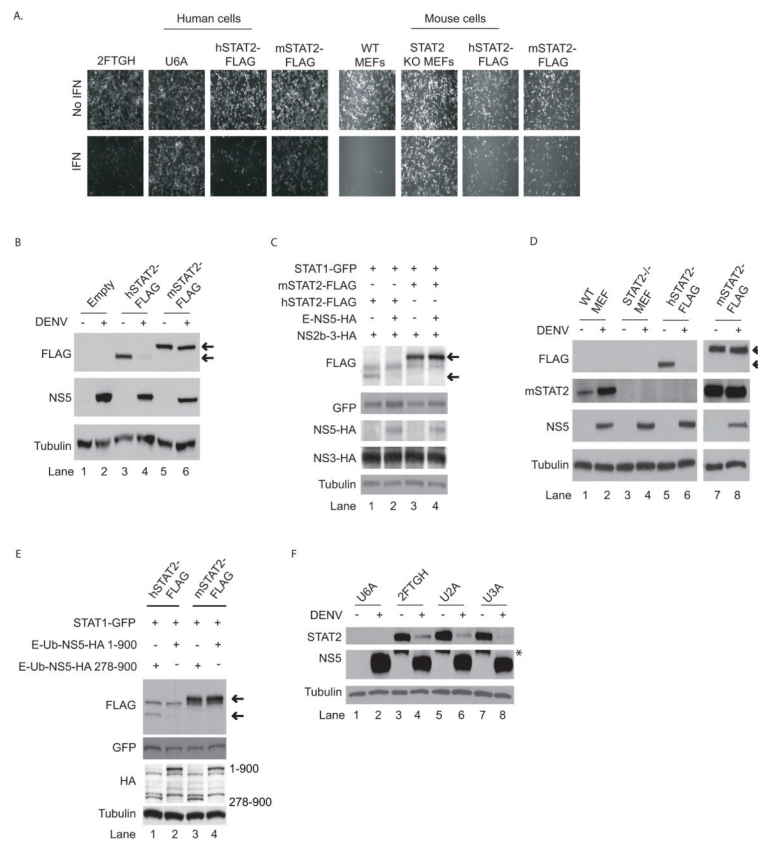 A.
Human cells
Mouse cells
2FTGH
U6A
hSTAT2-
FLAG
mSTAT2-
FLAG
WT
MEFs
STAT2
KO MEFs
hSTAT2-
FLAG
mSTAT2-
FLAG
No IFN
IFN
B
Empty
hSTAT2-
FLAG
mSTAT2-
FLAG
DENV - + - + - +
FLAG
NS5
Tubulin
Lane 1 2 3 4 5 6
C
STAT1-GFP + + + +
mSTAT2-FLAG - - + +
hSTAT2-FLAG + + - -
E-NS5-HA - + - +
NS2b-3-HA + + + +
FLAG
GFP
NS5-HA
NS3-HA
Tubulin
Lane 1 2 3 4
D
WT
MEF
STAT2-/-
MEF
hSTAT2-
FLAG
mSTAT2-
FLAG
DENV - + - + - + - +
FLAG
mSTAT2
NS5
Tubulin
Lane 1 2 3 4 5 6 7 8
E
hSTAT2-
FLAG
mSTAT2-
FLAG
STAT1-GFP + + + +
E-Ub-NS5-HA 1-900 - + - +
E-Ub-NS5-HA 278-900 + - + -
FLAG
GFP
HA
1-900
278-900
Tubulin
Lane 1 2 3 4
F
U6A
2FTGH
U2A
U3A
DENV - + - + - + - +
STAT2
NS5
*
Tubulin
Lane 1 2 3 4 5 6 7 8